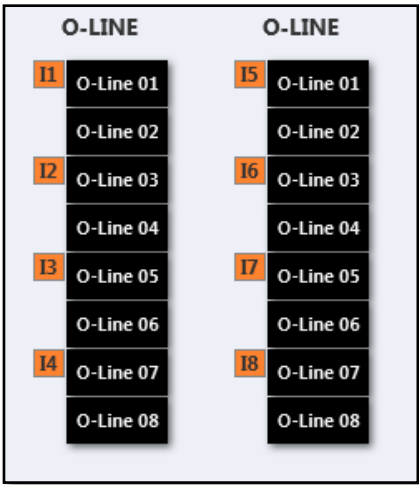 O-LINE O-LINE
I1 O-Line 01 I5 O-Line 01
O-Line 02 O-Line 02
I2 O-Line 03 I6 O-Line 03
O-Line 04 O-Line 04
I3 O-Line 05 I7 O-Line 05
O-Line 06 O-Line 06
I4 O-Line 07 I8 O-Line 07
O-Line 08 O-Line 08